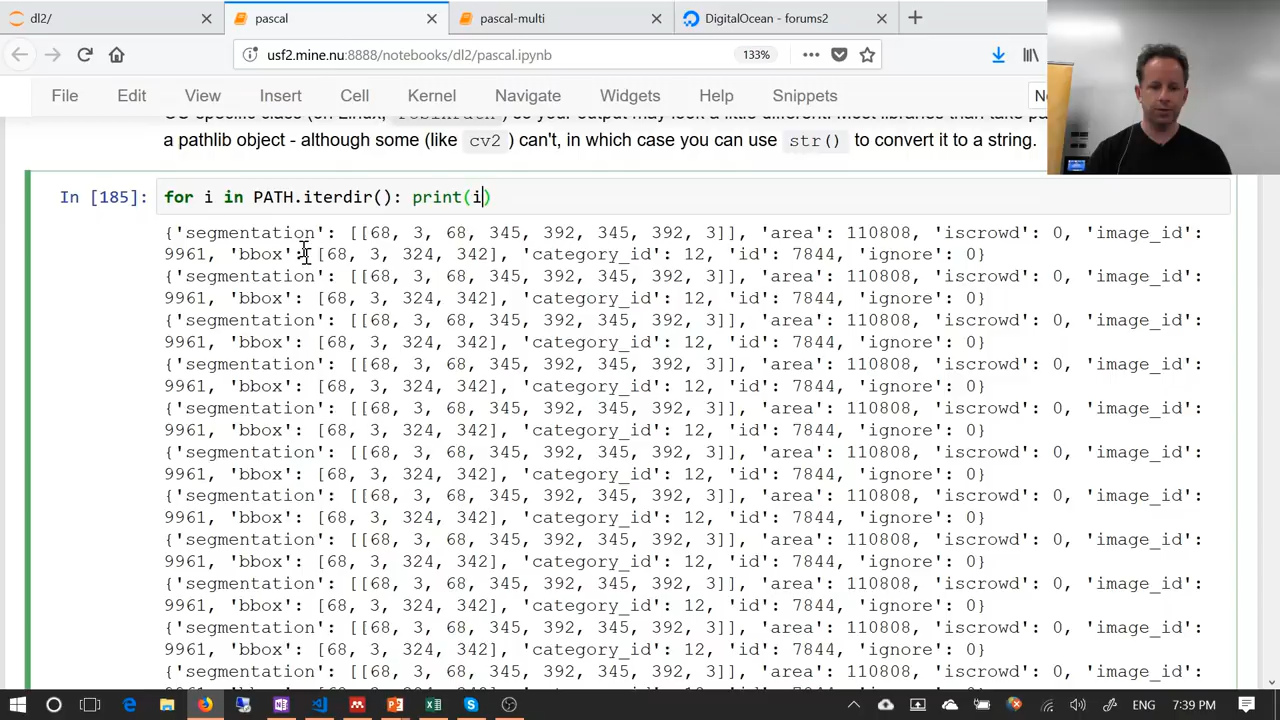 dl2/
pascal
pascal-multi
DigitalOcean - forums2
usf2.mine.nu:8888/notebooks/dl2/pascal.ipynb
133%
File Edit View Insert Cell Kernel Navigate Widgets Help Snippets
a pathlib object - although some (like cv2 ) can't, in which case you can use str() to convert it to a string.
In [185]: for i in PATH.iterdir(): print(i)
{'segmentation': [[68, 3, 68, 345, 392, 345, 392, 3]], 'area': 110808, 'iscrowd': 0, 'image_id':
9961, 'bbox': [68, 3, 324, 342], 'category_id': 12, 'id': 7844, 'ignore': 0}
{'segmentation': [[68, 3, 68, 345, 392, 345, 392, 3]], 'area': 110808, 'iscrowd': 0, 'image_id':
9961, 'bbox': [68, 3, 324, 342], 'category_id': 12, 'id': 7844, 'ignore': 0}
{'segmentation': [[68, 3, 68, 345, 392, 345, 392, 3]], 'area': 110808, 'iscrowd': 0, 'image_id':
9961, 'bbox': [68, 3, 324, 342], 'category_id': 12, 'id': 7844, 'ignore': 0}
{'segmentation': [[68, 3, 68, 345, 392, 345, 392, 3]], 'area': 110808, 'iscrowd': 0, 'image_id':
9961, 'bbox': [68, 3, 324, 342], 'category_id': 12, 'id': 7844, 'ignore': 0}
{'segmentation': [[68, 3, 68, 345, 392, 345, 392, 3]], 'area': 110808, 'iscrowd': 0, 'image_id':
9961, 'bbox': [68, 3, 324, 342], 'category_id': 12, 'id': 7844, 'ignore': 0}
{'segmentation': [[68, 3, 68, 345, 392, 345, 392, 3]], 'area': 110808, 'iscrowd': 0, 'image_id':
9961, 'bbox': [68, 3, 324, 342], 'category_id': 12, 'id': 7844, 'ignore': 0}
{'segmentation': [[68, 3, 68, 345, 392, 345, 392, 3]], 'area': 110808, 'iscrowd': 0, 'image_id':
9961, 'bbox': [68, 3, 324, 342], 'category_id': 12, 'id': 7844, 'ignore': 0}
{'segmentation': [[68, 3, 68, 345, 392, 345, 392, 3]], 'area': 110808, 'iscrowd': 0, 'image_id':
9961, 'bbox': [68, 3, 324, 342], 'category_id': 12, 'id': 7844, 'ignore': 0}
{'segmentation': [[68, 3, 68, 345, 392, 345, 392, 3]], 'area': 110808, 'iscrowd': 0, 'image_id':
9961, 'bbox': [68, 3, 324, 342], 'category_id': 12, 'id': 7844, 'ignore': 0}
{'segmentation': [[68, 3, 68, 345, 392, 345, 392, 3]], 'area': 110808, 'iscrowd': 0, 'image_id':
9961, 'bbox': [68, 3, 324, 342], 'category_id': 12, 'id': 7844, 'ignore': 0}
{'segmentation': [[68, 3, 68, 345, 392, 345, 392, 3]], 'area': 110808, 'iscrowd': 0, 'image_id':
ENG 7:39 PM